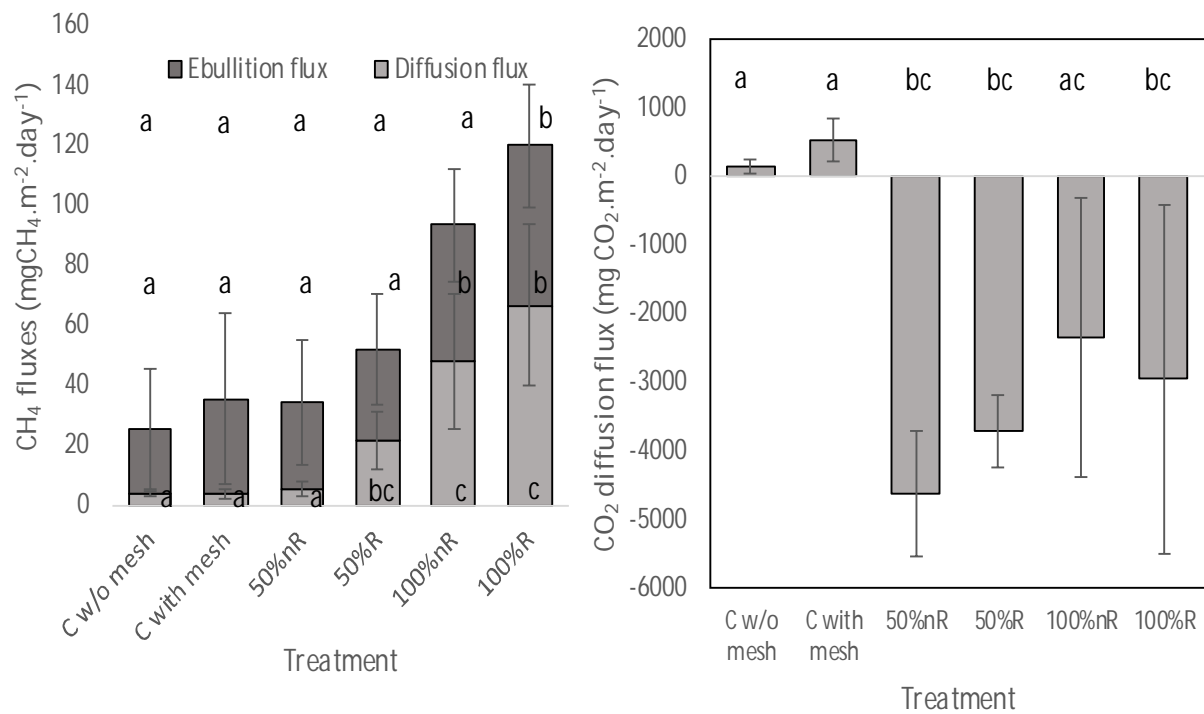 160
140
120
100
80
60
40
20
0
CH₄ fluxes (mgCH₄.m⁻².day⁻¹)
Ebullition flux
Diffusion flux
a a a a a b
a a a a b b
a a a bc c c
C w/o mesh
C with mesh
50%nR
50%R
100%nR
100%R
Treatment
2000
1000
0
-1000
-2000
-3000
-4000
-5000
-6000
CO₂ diffusion flux (mg CO₂.m⁻².day⁻¹)
a a bc bc ac bc
C w/o mesh
C with mesh
50%nR
50%R
100%nR
100%R
Treatment